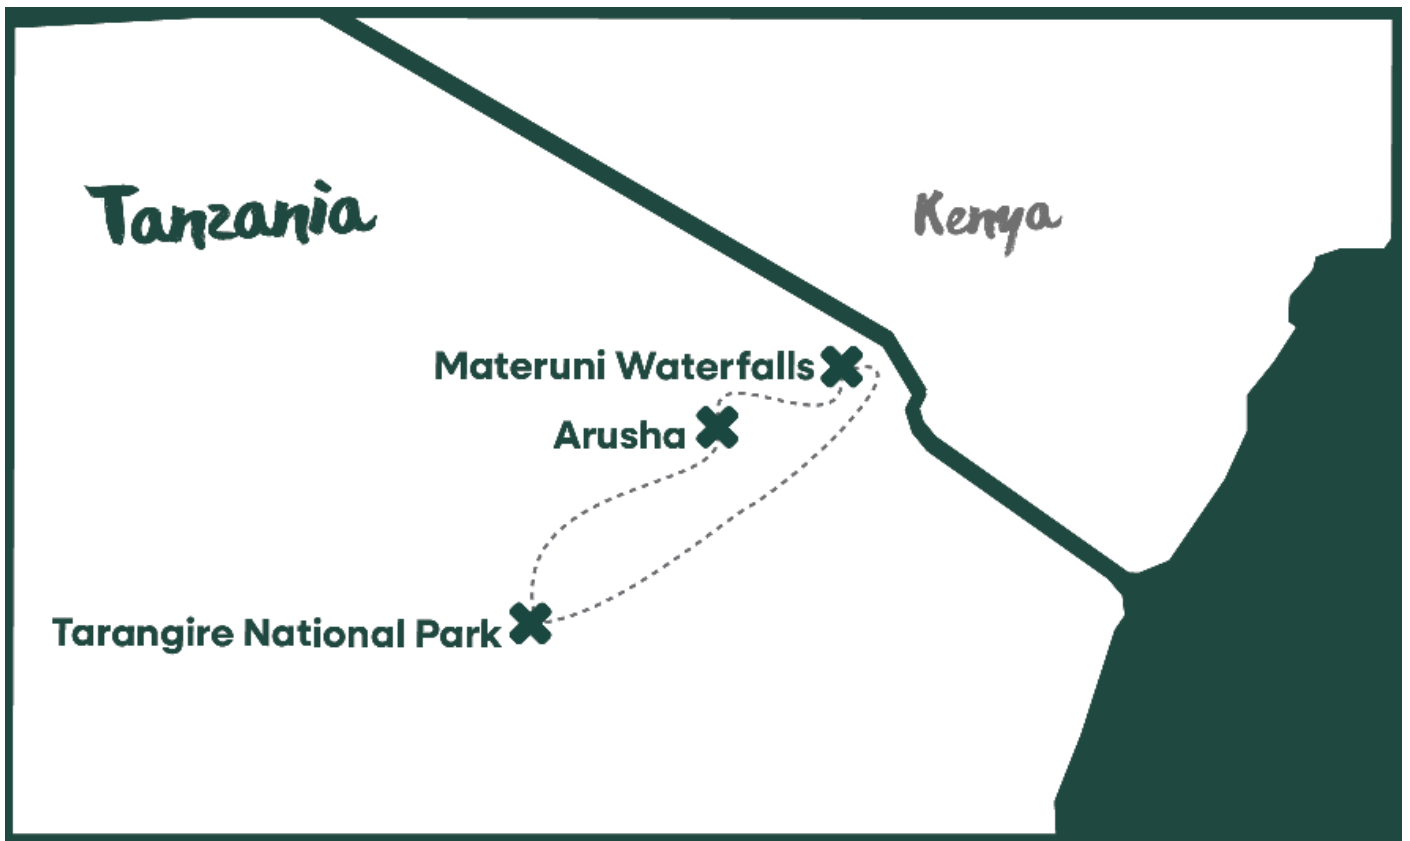 Tanzania
Kenya
Materuni Waterfalls
Arusha
Tarangire National Park